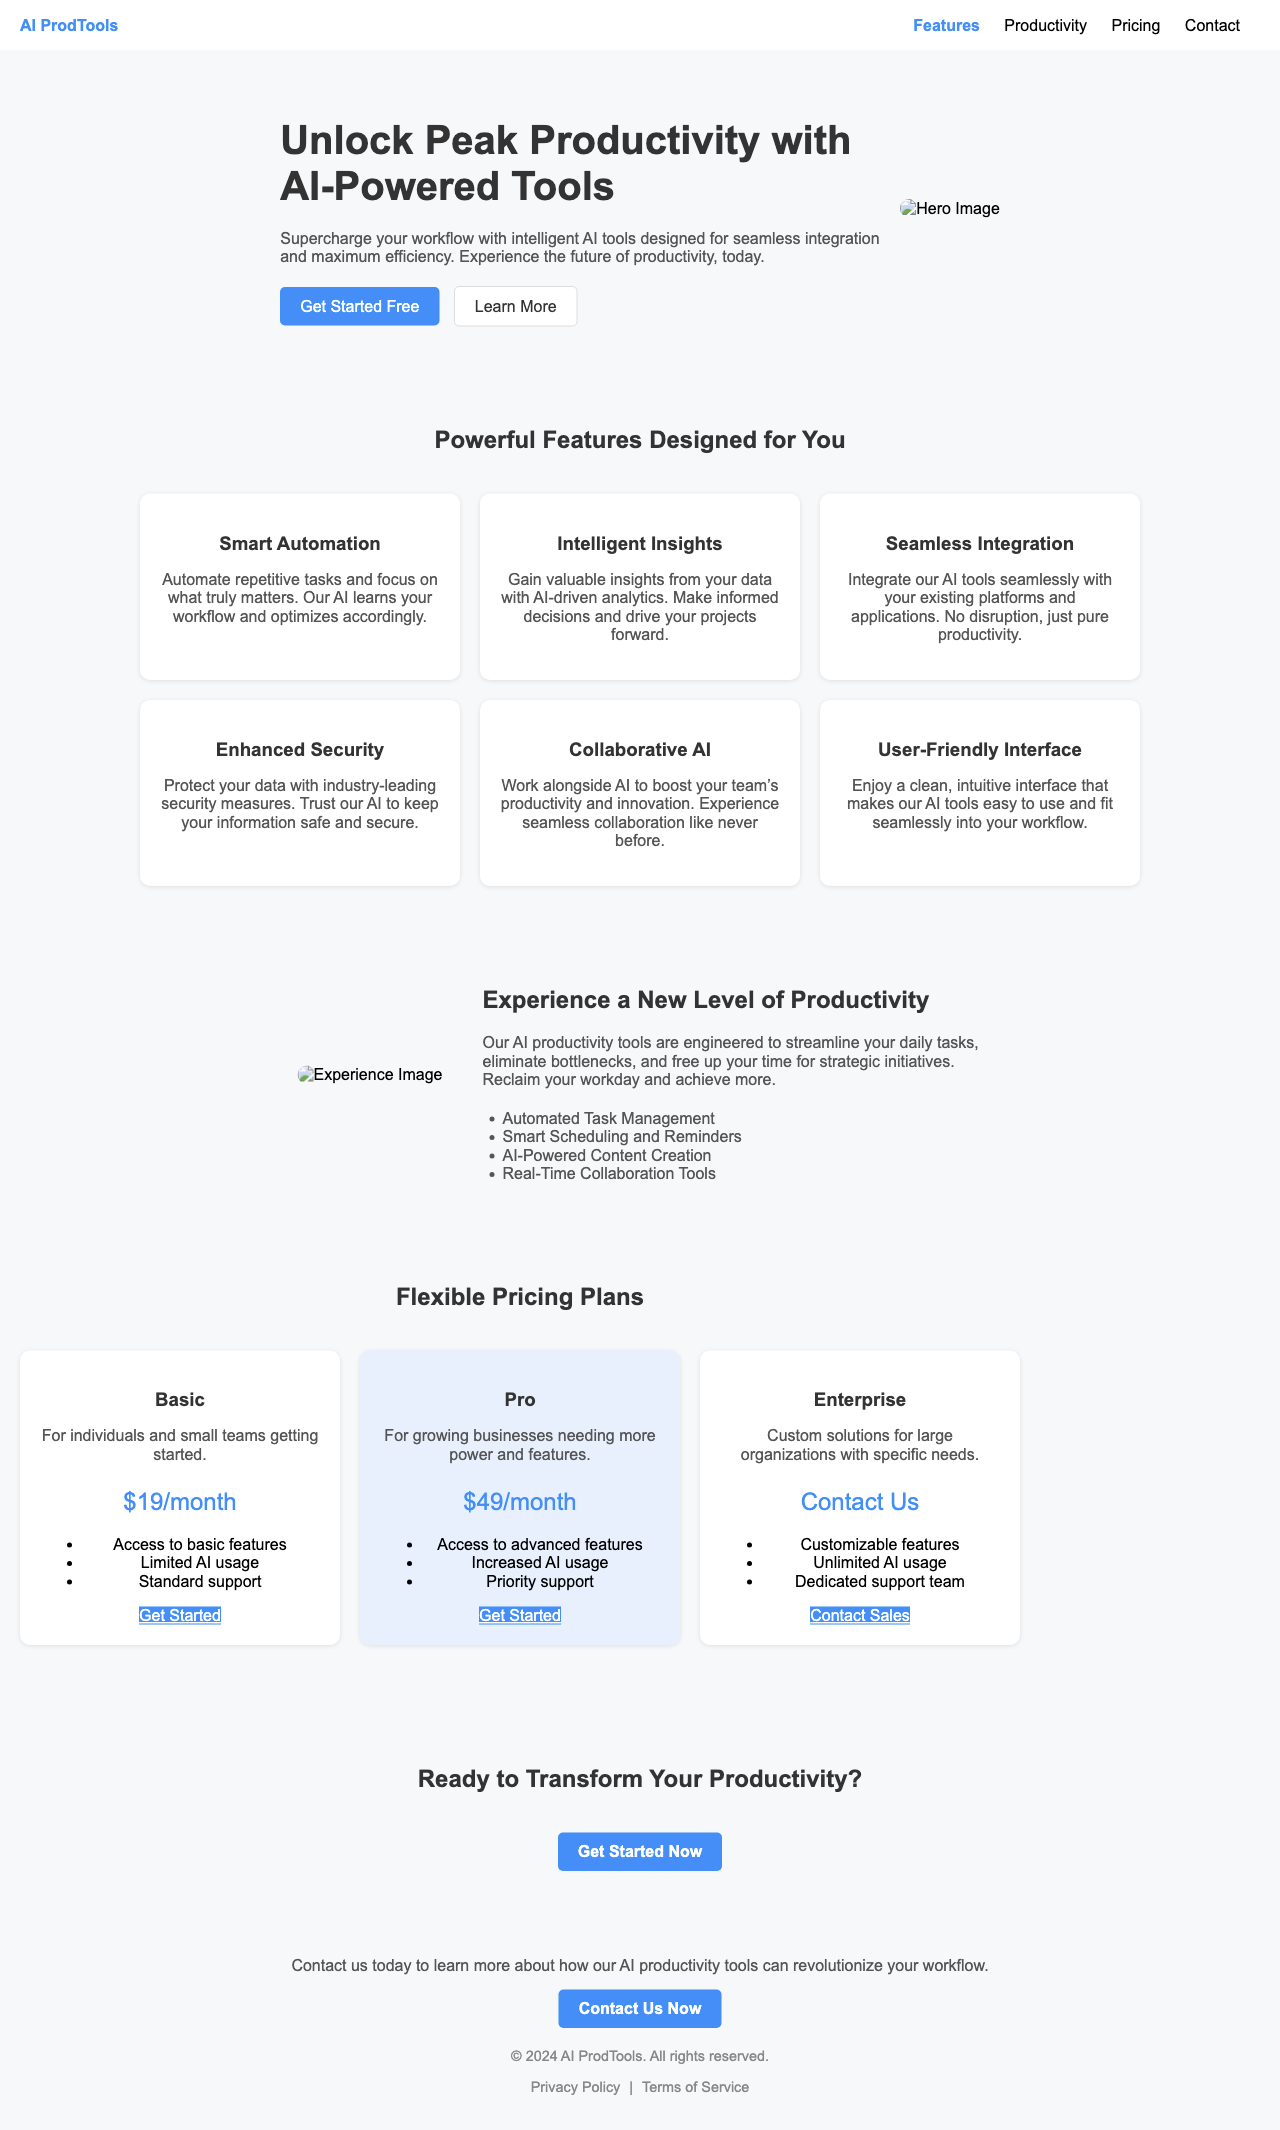 AI ProdTools
Features Productivity Pricing Contact
Unlock Peak Productivity with
AI-Powered Tools
Supercharge your workflow with intelligent AI tools designed for seamless integration
and maximum efficiency. Experience the future of productivity, today.
Get Started Free Learn More
Hero Image
Powerful Features Designed for You
Smart Automation
Automate repetitive tasks and focus on
what truly matters. Our AI learns your
workflow and optimizes accordingly.
Intelligent Insights
Gain valuable insights from your data
with AI-driven analytics. Make informed
decisions and drive your projects
forward.
Seamless Integration
Integrate our AI tools seamlessly with
your existing platforms and
applications. No disruption, just pure
productivity.
Enhanced Security
Protect your data with industry-leading
security measures. Trust our AI to keep
your information safe and secure.
Collaborative AI
Work alongside AI to boost your team’s
productivity and innovation. Experience
seamless collaboration like never
before.
User-Friendly Interface
Enjoy a clean, intuitive interface that
makes our AI tools easy to use and fit
seamlessly into your workflow.
Experience Image
Experience a New Level of Productivity
Our AI productivity tools are engineered to streamline your daily tasks,
eliminate bottlenecks, and free up your time for strategic initiatives.
Reclaim your workday and achieve more.
• Automated Task Management
• Smart Scheduling and Reminders
• AI-Powered Content Creation
• Real-Time Collaboration Tools
Flexible Pricing Plans
Basic
For individuals and small teams getting
started.
$19/month
• Access to basic features
• Limited AI usage
• Standard support
Get Started
Pro
For growing businesses needing more
power and features.
$49/month
• Access to advanced features
• Increased AI usage
• Priority support
Get Started
Enterprise
Custom solutions for large
organizations with specific needs.
Contact Us
• Customizable features
• Unlimited AI usage
• Dedicated support team
Contact Sales
Ready to Transform Your Productivity?
Get Started Now
Contact us today to learn more about how our AI productivity tools can revolutionize your workflow.
Contact Us Now
© 2024 AI ProdTools. All rights reserved.
Privacy Policy | Terms of Service